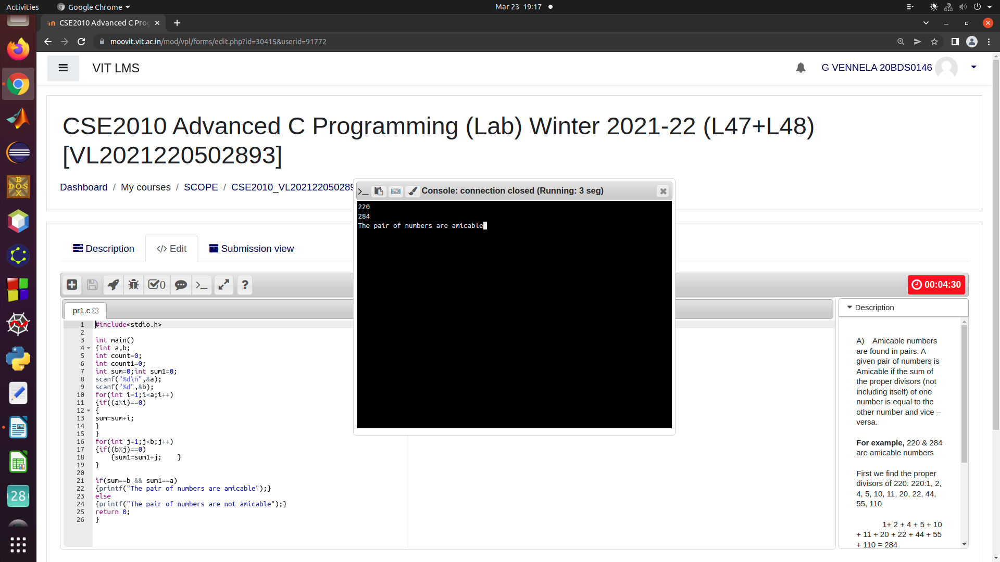 Activities
Google Chrome
Mar 23 19:17
CSE2010 Advanced C Prog
moovit.vit.ac.in/mod/vpl/forms/edit.php?id=30415&userid=91772
VIT LMS
G VENNELA 20BDS0146
CSE2010 Advanced C Programming (Lab) Winter 2021-22 (L47+L48)
[VL2021220502893]
Dashboard / My courses / SCOPE / CSE2010_VL202122050289
>_ Console: connection closed (Running: 3 seg)
220
284
The pair of numbers are amicable
Description
</> Edit
Submission view
0
>_
?
00:04:30
pr1.c
Description
1 #include<stdio.h>
2
3 int main()
4 {int a,b;
5 int count=0;
6 int count1=0;
7 int sum=0;int sum1=0;
8 scanf("%d\n",&a);
9 scanf("%d",&b);
10 for(int i=1;i<a;i++)
11 {if((a%i)==0)
12 {
13 sum=sum+i;
14 }
15 }
16 for(int j=1;j<b;j++)
17 {if((b%j)==0)
18 {sum1=sum1+j; }
19 }
20
21 if(sum==b && sum1==a)
22 {printf("The pair of numbers are amicable");}
23 else
24 {printf("The pair of numbers are not amicable");}
25 return 0;
26 }
A) Amicable numbers
are found in pairs. A
given pair of numbers is
Amicable if the sum of
the proper divisors (not
including itself) of one
number is equal to the
other number and vice –
versa.
For example, 220 & 284
are amicable numbers
First we find the proper
divisors of 220: 220:1, 2,
4, 5, 10, 11, 20, 22, 44,
55, 110
1+ 2 + 4 + 5 + 10
+ 11 + 20 + 22 + 44 + 55
+ 110 = 284
DOS
BOX
28